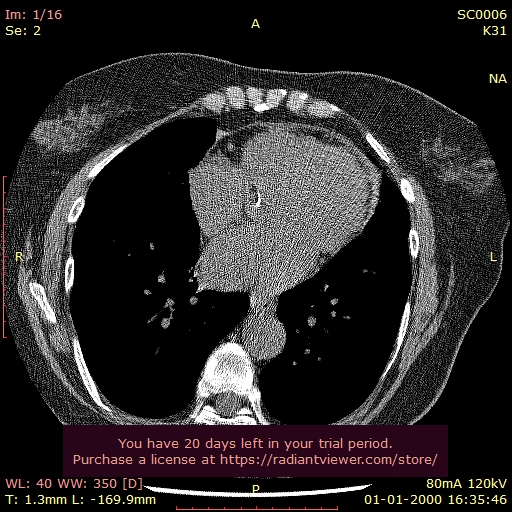 Im: 1/16
Se: 2
A
SC0006
K31
NA
R
L
You have 20 days left in your trial period.
Purchase a license at https://radiantviewer.com/store/
WL: 40 WW: 350 [D]
T: 1.3mm L: -169.9mm
P
80mA 120kV
01-01-2000 16:35:46